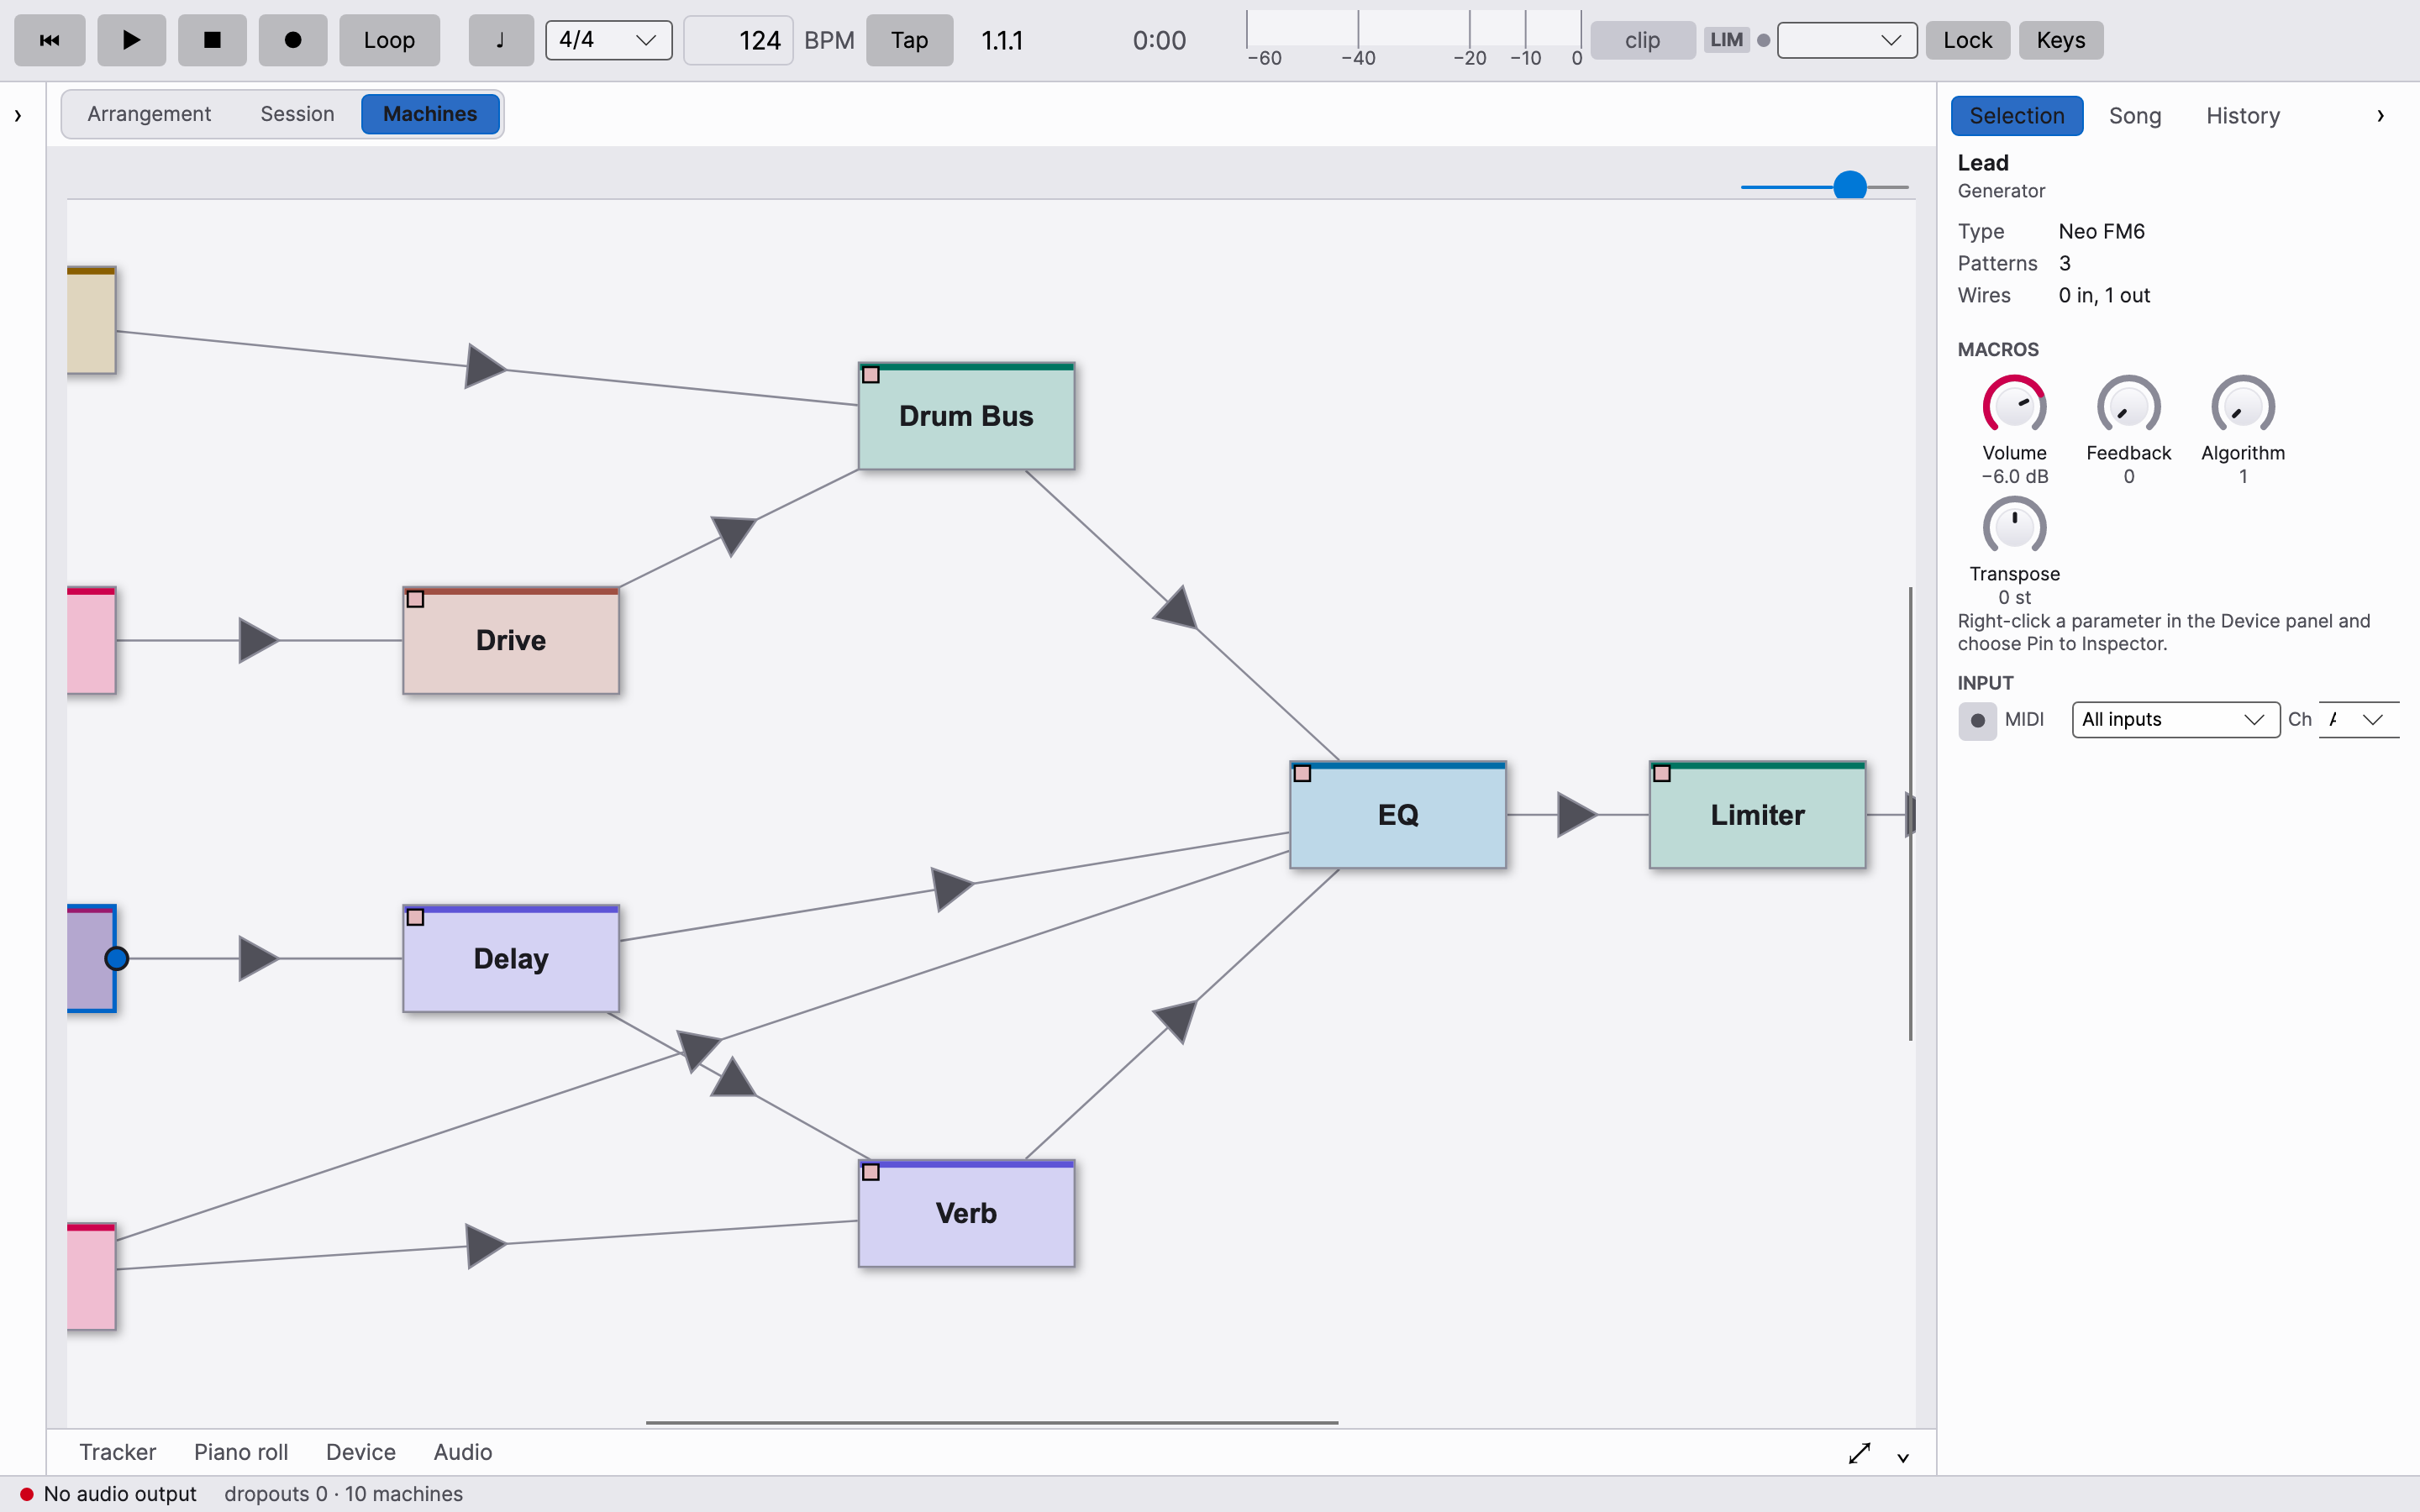 Loop
4/4
124 BPM
Tap
1.1.1
0:00
−60 −40 −20 −10 0
clip
LIM
Lock
Keys
Arrangement Session Machines
Selection Song History
Lead
Generator
Type Neo FM6
Patterns 3
Wires 0 in, 1 out
MACROS
Volume Feedback Algorithm
−6.0 dB 0 1
Transpose
0 st
Right-click a parameter in the Device panel and
choose Pin to Inspector.
INPUT
MIDI All inputs Ch
Drum Bus
Drive
EQ
Limiter
Delay
Verb
Tracker Piano roll Device Audio
No audio output dropouts 0 · 10 machines